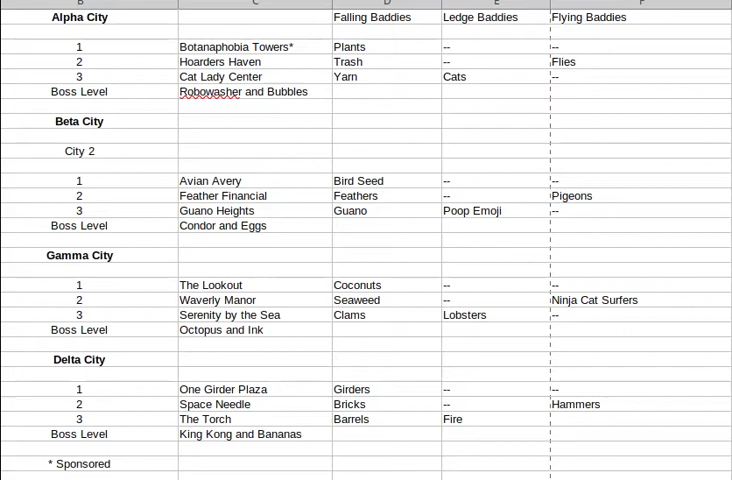 B C D E F
Alpha City Falling Baddies Ledge Baddies Flying Baddies
1 Botanaphobia Towers* Plants -- --
2 Hoarders Haven Trash -- Flies
3 Cat Lady Center Yarn Cats --
Boss Level Robowasher and Bubbles
Beta City
City 2
1 Avian Avery Bird Seed -- --
2 Feather Financial Feathers -- Pigeons
3 Guano Heights Guano Poop Emoji --
Boss Level Condor and Eggs
Gamma City
1 The Lookout Coconuts -- --
2 Waverly Manor Seaweed -- Ninja Cat Surfers
3 Serenity by the Sea Clams Lobsters --
Boss Level Octopus and Ink
Delta City
1 One Girder Plaza Girders -- --
2 Space Needle Bricks -- Hammers
3 The Torch Barrels Fire
Boss Level King Kong and Bananas
* Sponsored